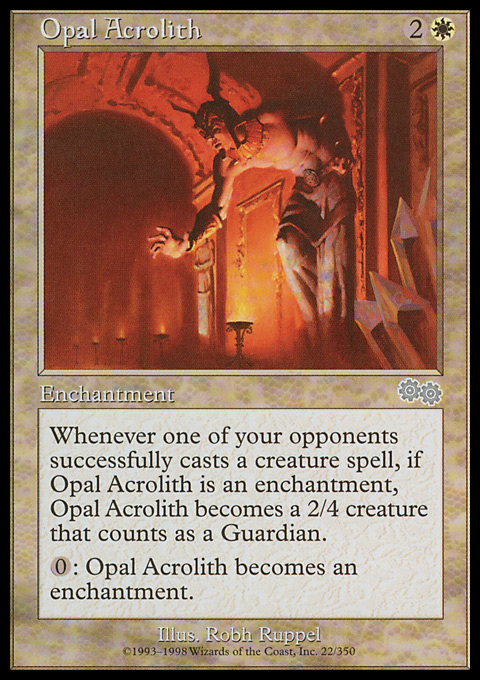 Opal Acrolith 2
Enchantment
Whenever one of your opponents
successfully casts a creature spell, if
Opal Acrolith is an enchantment,
Opal Acrolith becomes a 2/4 creature
that counts as a Guardian.
0: Opal Acrolith becomes an
enchantment.
Illus. Robh Ruppel
©1993–1998 Wizards of the Coast, Inc. 22/350